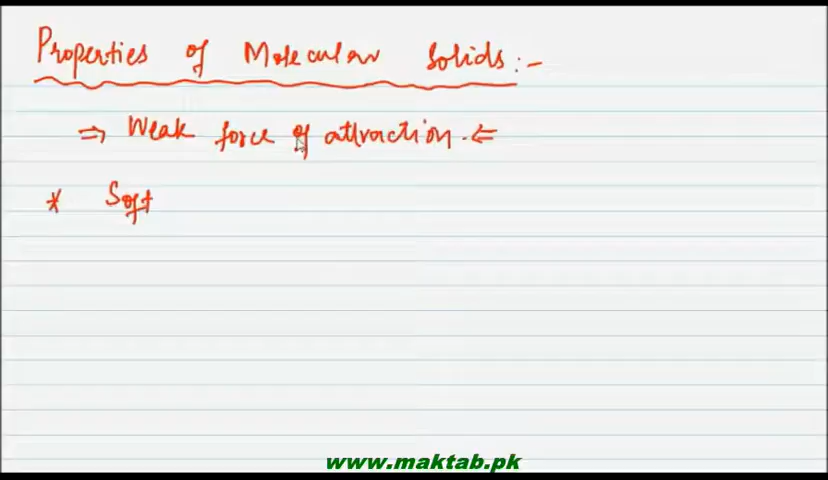 Properties of Molecular Solids:-
⇒ Weak force of attraction. ⇐
* Soft
www.maktab.pk